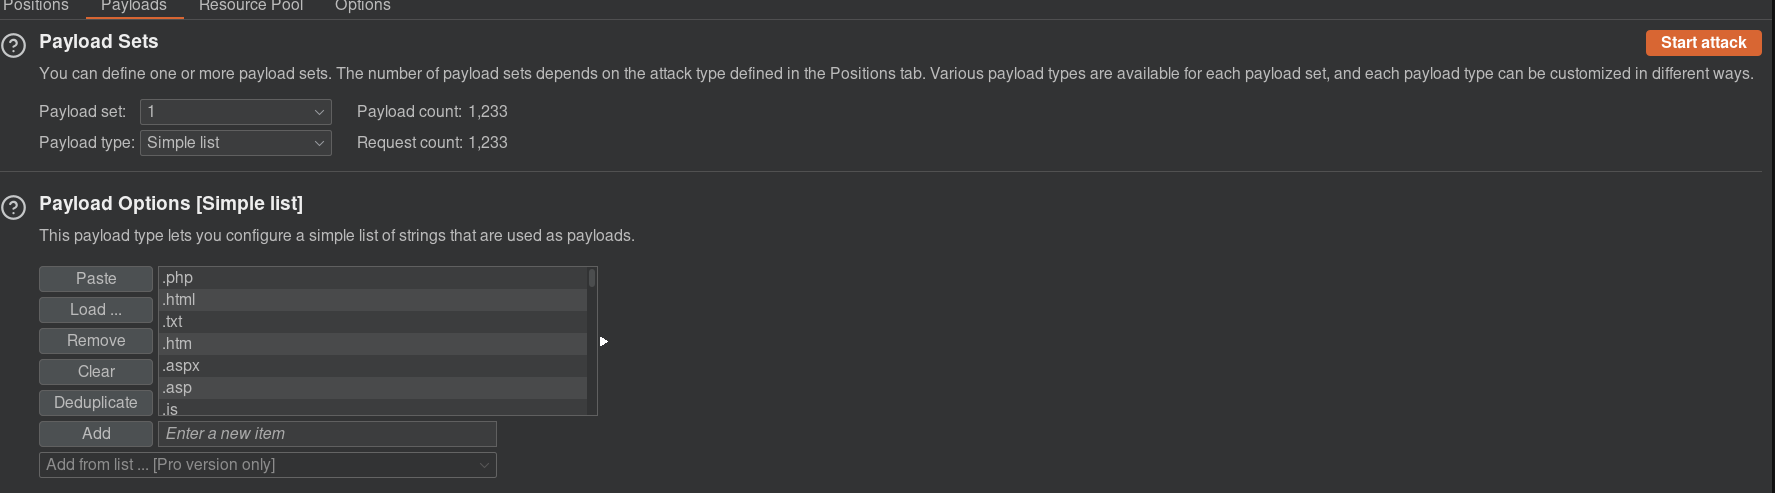 Positions Payloads Resource Pool Options
Payload Sets
Start attack
You can define one or more payload sets. The number of payload sets depends on the attack type defined in the Positions tab. Various payload types are available for each payload set, and each payload type can be customized in different ways.
Payload set: 1 Payload count: 1,233
Payload type: Simple list Request count: 1,233
Payload Options [Simple list]
This payload type lets you configure a simple list of strings that are used as payloads.
Paste
Load ...
Remove
Clear
Deduplicate
.php
.html
.txt
.htm
.aspx
.asp
.js
Add Enter a new item
Add from list ... [Pro version only]